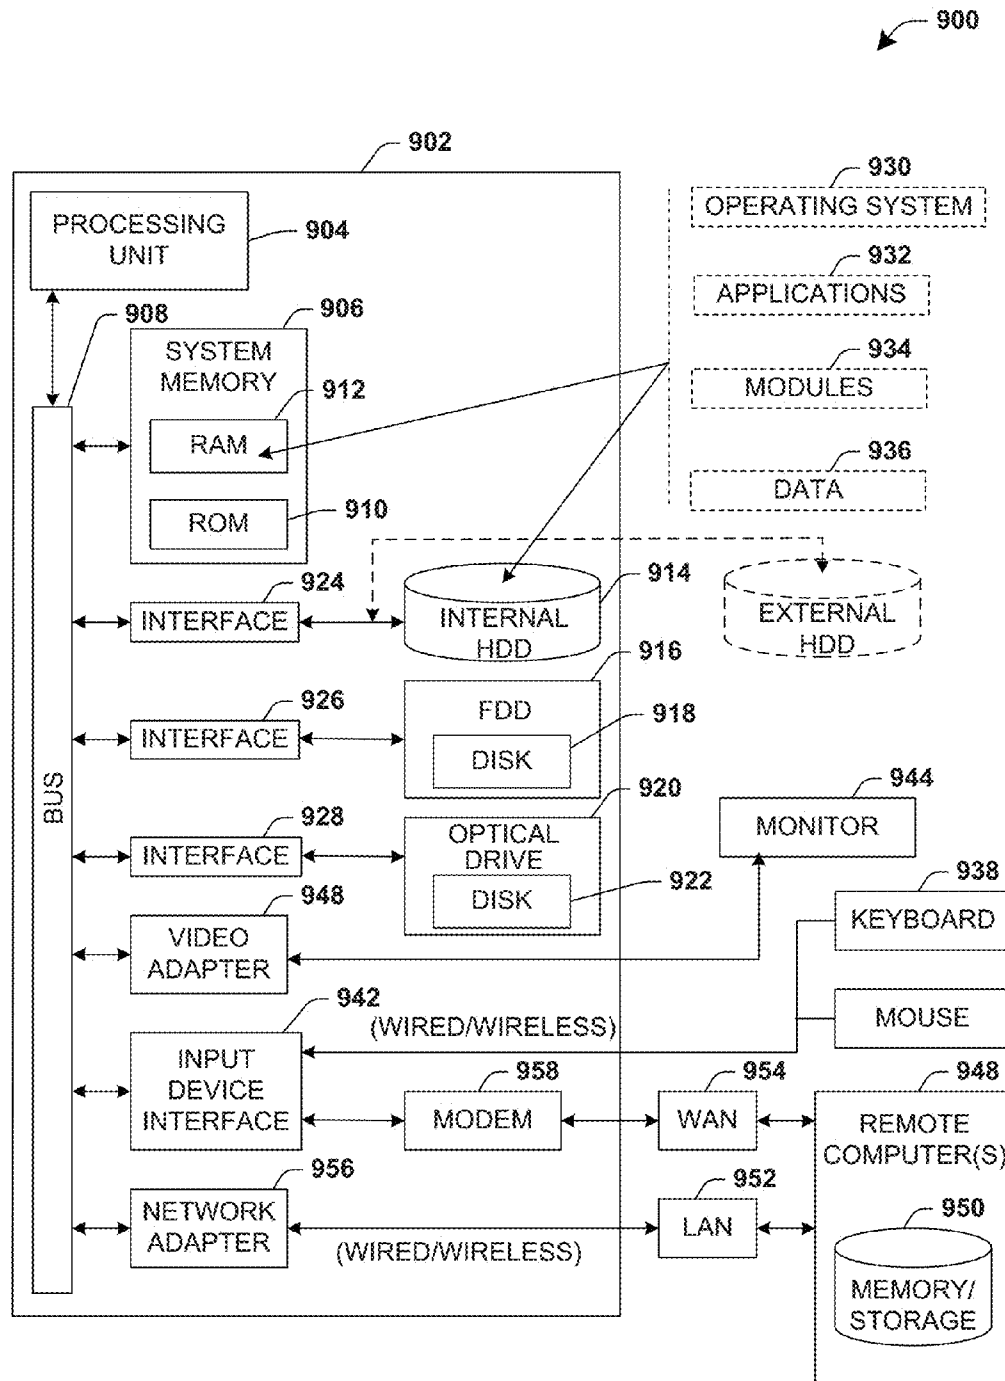 900
902
PROCESSING
UNIT
904
908
906
SYSTEM
MEMORY
912
RAM
910
ROM
930
OPERATING SYSTEM
932
APPLICATIONS
934
MODULES
936
DATA
924
INTERFACE
914
INTERNAL
HDD
EXTERNAL
HDD
916
926
INTERFACE
FDD
918
DISK
BUS
920
928
INTERFACE
OPTICAL
DRIVE
922
DISK
944
MONITOR
938
KEYBOARD
948
VIDEO
ADAPTER
MOUSE
942
(WIRED/WIRELESS)
INPUT
DEVICE
INTERFACE
958
MODEM
954
WAN
948
REMOTE
COMPUTER(S)
956
NETWORK
ADAPTER
(WIRED/WIRELESS)
952
LAN
950
MEMORY/
STORAGE